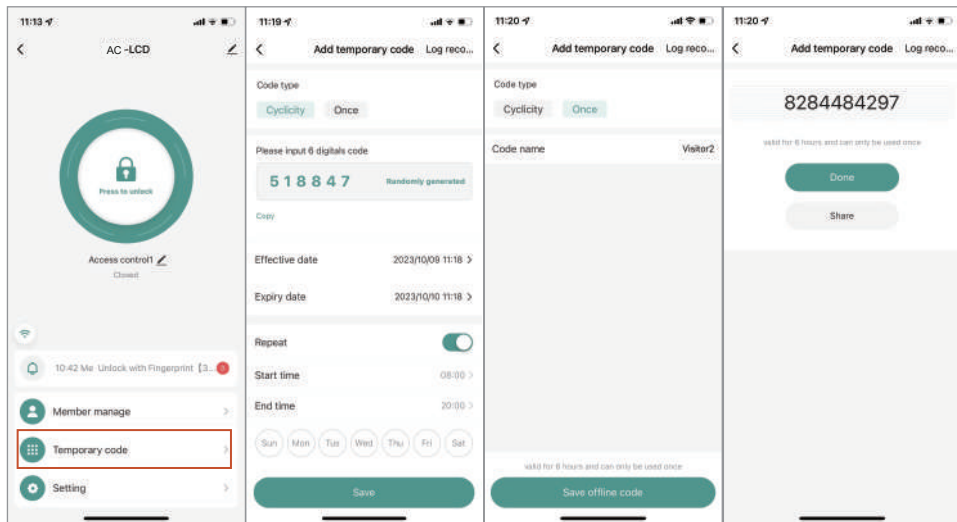 11:13
AC -LCD
Press to unlock
Access control1
Closed
10:42 Me Unlock with Fingerprint【3...
Member manage
Temporary code
Setting
11:19
Add temporary code Log reco...
Code type
Cyclicity Once
Please input 6 digitals code
518847 Randomly generated
Copy
Effective date 2023/10/09 11:18
Expiry date 2023/10/10 11:18
Repeat
Start time 08:00
End time 20:00
Sun Mon Tue Wed Thu Fri Sat
Save
11:20
Add temporary code Log reco...
Code type
Cyclicity Once
Code name Visitor2
valid for 6 hours and can only be used once
Save offline code
11:20
Add temporary code Log reco...
8284484297
valid for 6 hours and can only be used once
Done
Share